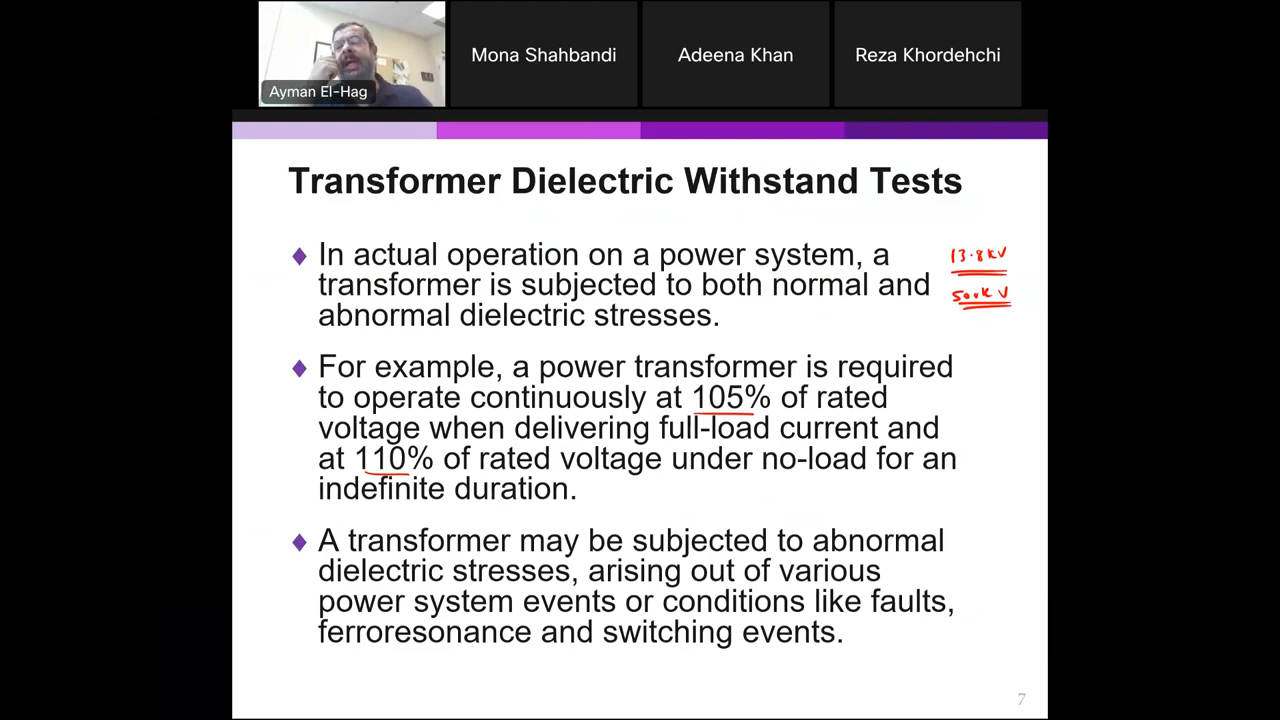 Mona Shahbandi
Adeena Khan
Reza Khordehchi
Ayman El-Hag
Transformer Dielectric Withstand Tests
In actual operation on a power system, a
transformer is subjected to both normal and
abnormal dielectric stresses.
13.8 KV
500K V
For example, a power transformer is required
to operate continuously at 105% of rated
voltage when delivering full-load current and
at 110% of rated voltage under no-load for an
indefinite duration.
A transformer may be subjected to abnormal
dielectric stresses, arising out of various
power system events or conditions like faults,
ferroresonance and switching events.
7